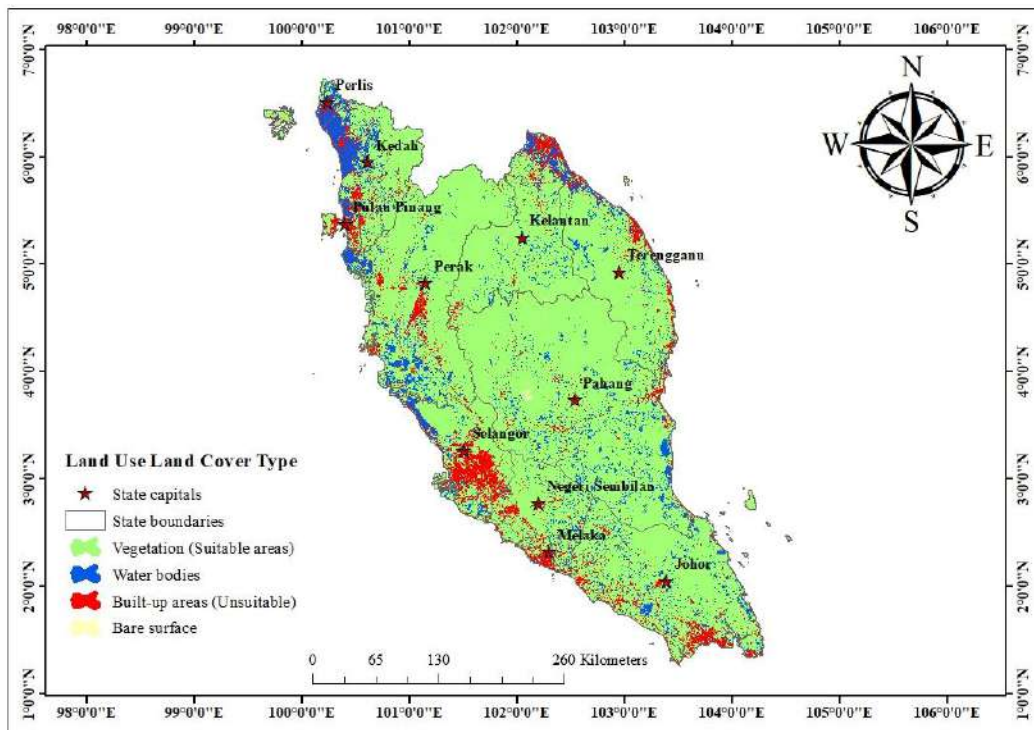 98°0'0"E 99°0'0"E 100°0'0"E 101°0'0"E 102°0'0"E 103°0'0"E 104°0'0"E 105°0'0"E 106°0'0"E
7°0'0"N 7°0'0"N
Perlis
N
W E
S
6°0'0"N 6°0'0"N
Kedah
Pulau Pinang
Kelantan
Terengganu
5°0'0"N 5°0'0"N
Perak
4°0'0"N 4°0'0"N
Pahang
Selangor
3°0'0"N 3°0'0"N
Negeri Sembilan
Melaka
Johor
2°0'0"N 2°0'0"N
1°0'0"N 1°0'0"N
Land Use Land Cover Type
State capitals
State boundaries
Vegetation (Suitable areas)
Water bodies
Built-up areas (Unsuitable)
Bare surface
0 65 130 260 Kilometers
98°0'0"E 99°0'0"E 100°0'0"E 101°0'0"E 102°0'0"E 103°0'0"E 104°0'0"E 105°0'0"E 106°0'0"E